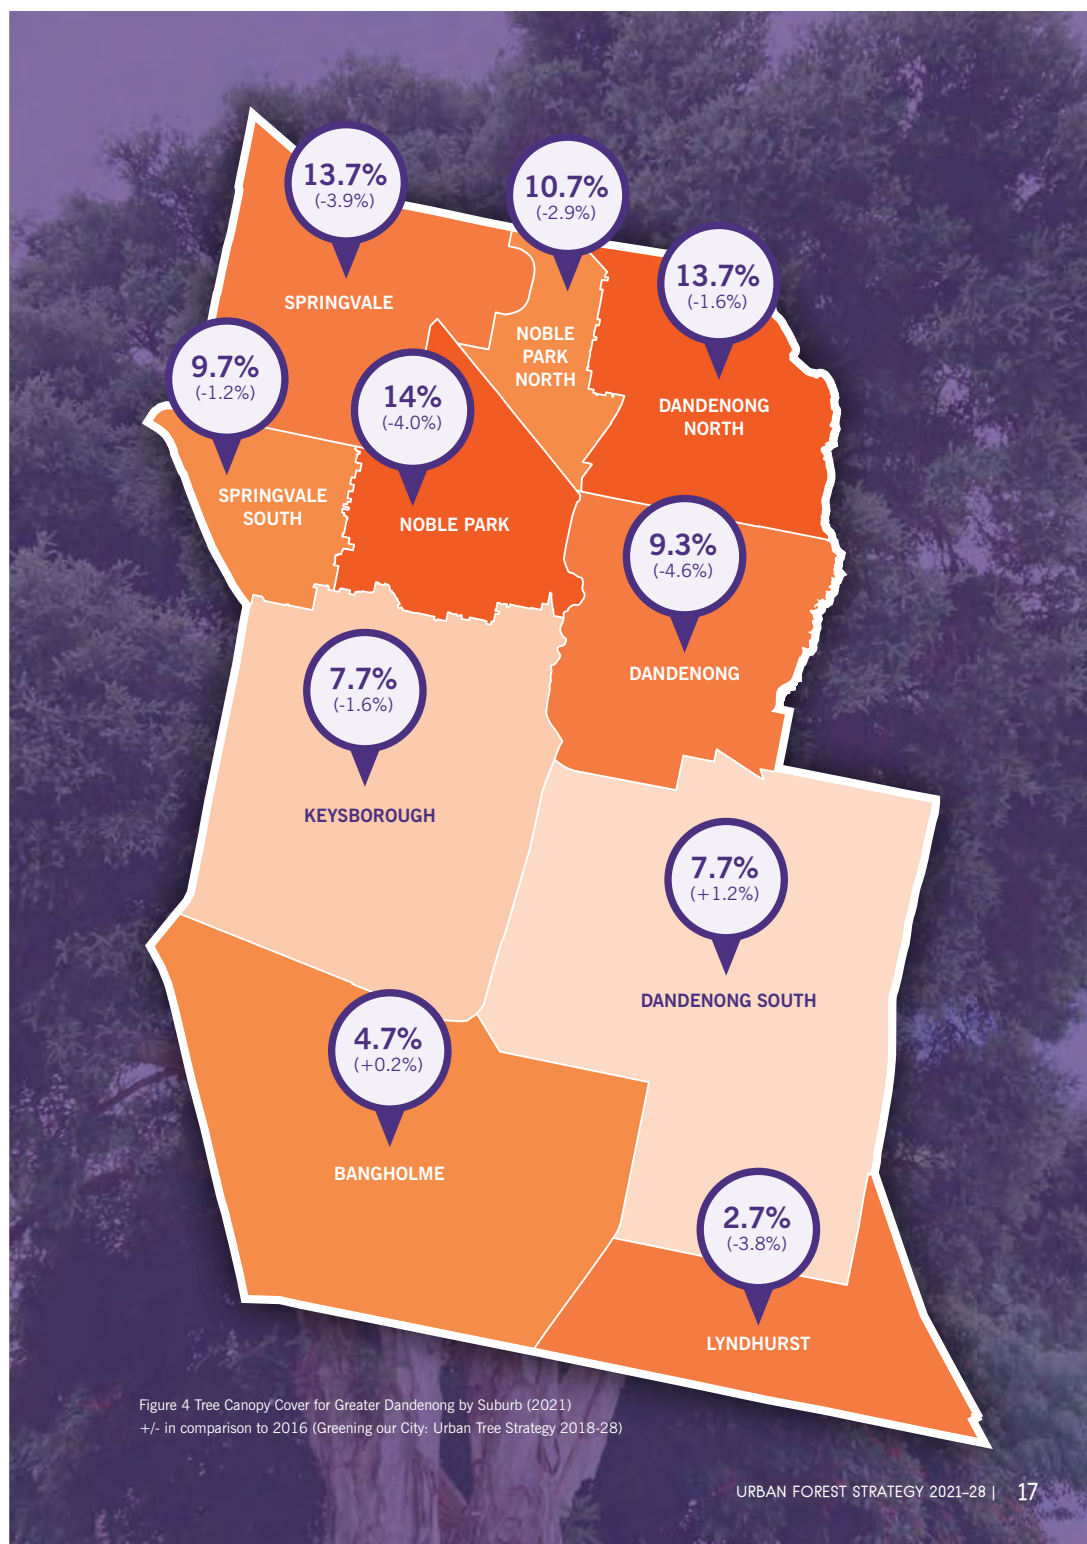 13.7%
(-3.9%)
SPRINGVALE
10.7%
(-2.9%)
NOBLE
PARK
NORTH
13.7%
(-1.6%)
DANDENONG
NORTH
9.7%
(-1.2%)
SPRINGVALE
SOUTH
14%
(-4.0%)
NOBLE PARK
9.3%
(-4.6%)
DANDENONG
7.7%
(-1.6%)
KEYSBOROUGH
7.7%
(+1.2%)
DANDENONG SOUTH
4.7%
(+0.2%)
BANGHOLME
2.7%
(-3.8%)
LYNDHURST
Figure 4 Tree Canopy Cover for Greater Dandenong by Suburb (2021)
+/- in comparison to 2016 (Greening our City: Urban Tree Strategy 2018-28)
URBAN FOREST STRATEGY 2021–28 | 17